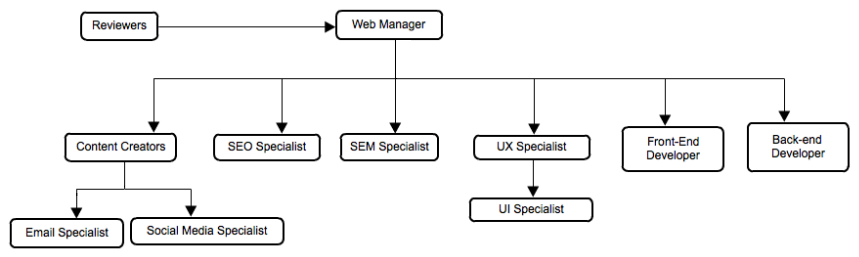 Reviewers
Web Manager
Content Creators
SEO Specialist
SEM Specialist
UX Specialist
Front-End
Developer
Back-end
Developer
Email Specialist
Social Media Specialist
UI Specialist